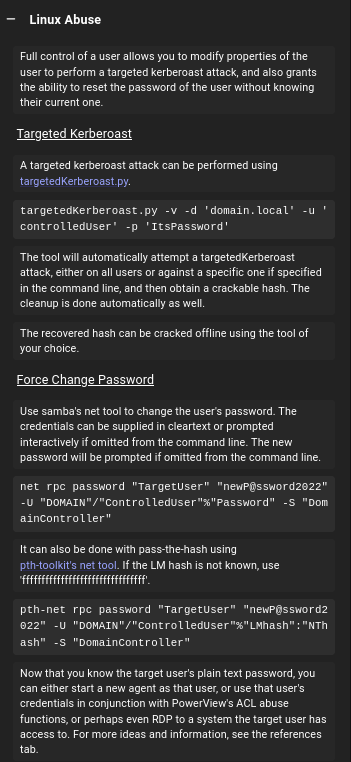 — Linux Abuse
Full control of a user allows you to modify properties of the
user to perform a targeted kerberoast attack, and also grants
the ability to reset the password of the user without knowing
their current one.
Targeted Kerberoast
A targeted kerberoast attack can be performed using
targetedKerberoast.py.
targetedKerberoast.py -v -d 'domain.local' -u '
controlledUser' -p 'ItsPassword'
The tool will automatically attempt a targetedKerberoast
attack, either on all users or against a specific one if specified
in the command line, and then obtain a crackable hash. The
cleanup is done automatically as well.
The recovered hash can be cracked offline using the tool of
your choice.
Force Change Password
Use samba's net tool to change the user's password. The
credentials can be supplied in cleartext or prompted
interactively if omitted from the command line. The new
password will be prompted if omitted from the command line.
net rpc password "TargetUser" "newP@ssword2022"
-U "DOMAIN"/"ControlledUser"%"Password" -S "Dom
ainController"
It can also be done with pass-the-hash using
pth-toolkit's net tool. If the LM hash is not known, use
'ffffffffffffffffffffffffffffffff'.
pth-net rpc password "TargetUser" "newP@ssword2
022" -U "DOMAIN"/"ControlledUser"%"LMhash":"NTh
ash" -S "DomainController"
Now that you know the target user's plain text password, you
can either start a new agent as that user, or use that user's
credentials in conjunction with PowerView's ACL abuse
functions, or perhaps even RDP to a system the target user has
access to. For more ideas and information, see the references
tab.